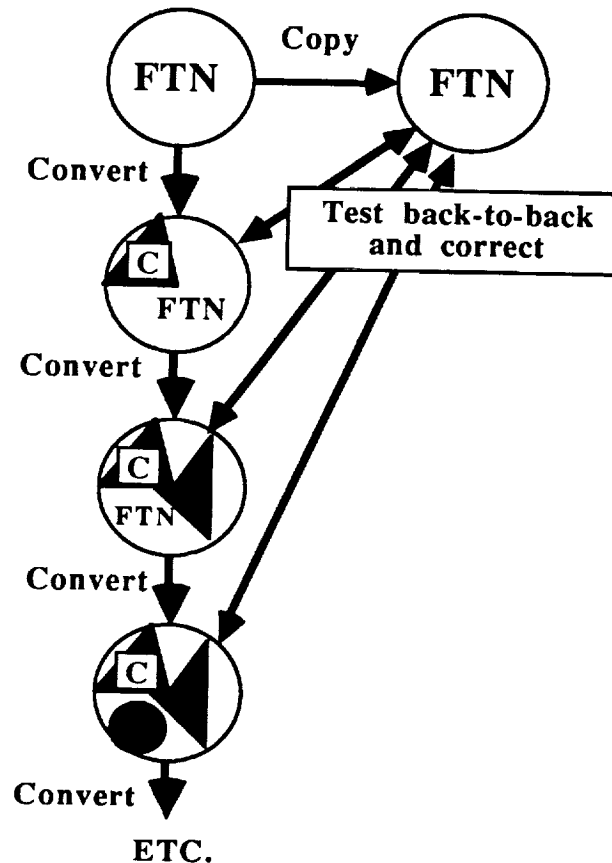 Copy
FTN
FTN
Convert
Test back-to-back
and correct
C
FTN
Convert
C
FTN
Convert
C
Convert
ETC.